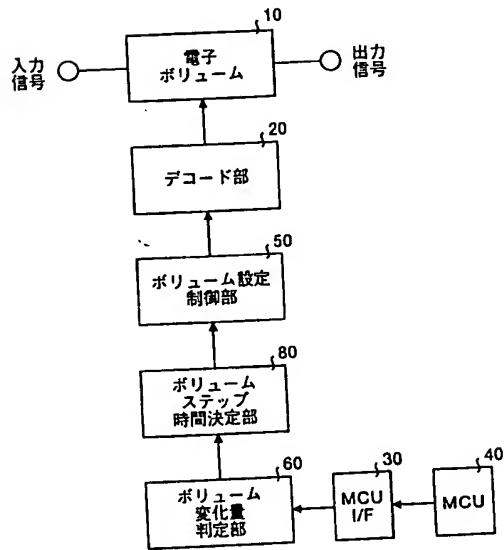 10
電子
ボリューム
入力
信号
出力
信号
20
デコード部
50
ボリューム設定
制御部
80
ボリューム
ステップ
時間決定部
60
ボリューム
変化量
判定部
30
MCU
I/F
40
MCU